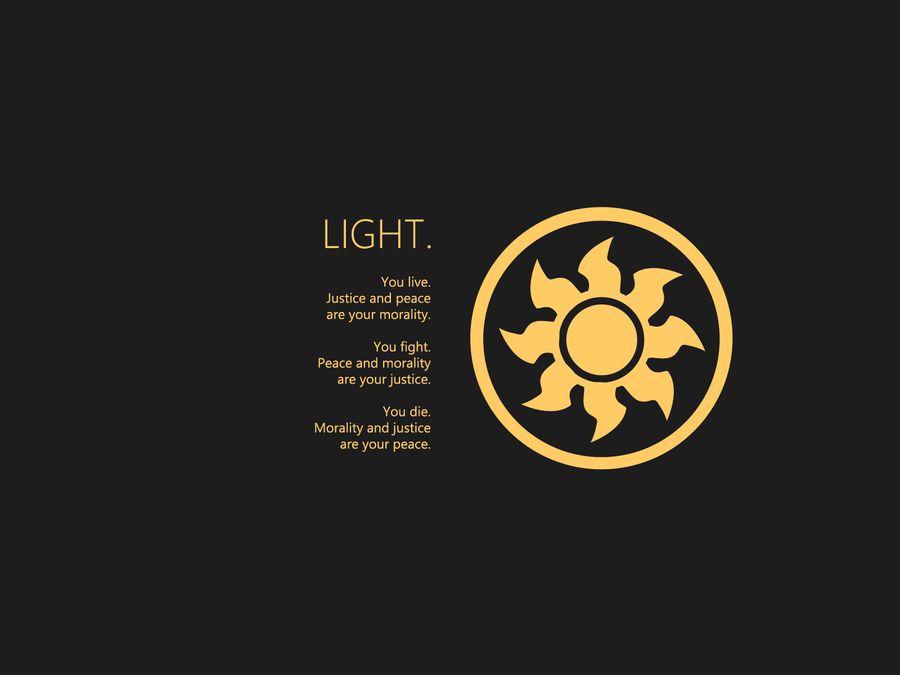 LIGHT.
You live.
Justice and peace
are your morality.
You fight.
Peace and morality
are your justice.
You die.
Morality and justice
are your peace.